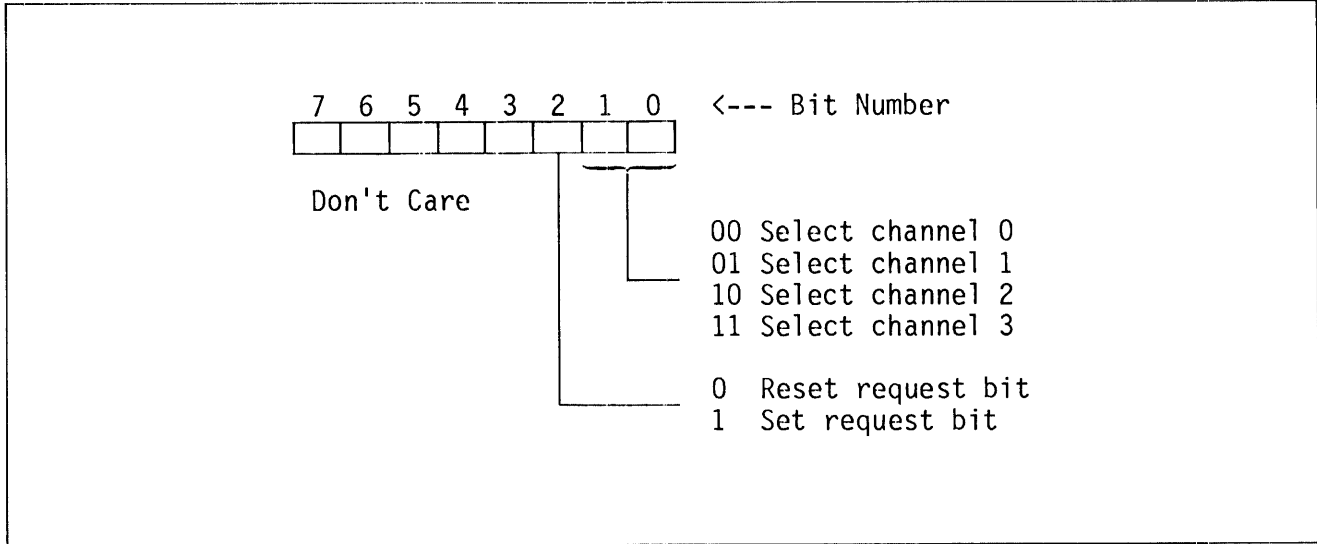 7 6 5 4 3 2 1 0 <--- Bit Number
Don't Care
00 Select channel 0
01 Select channel 1
10 Select channel 2
11 Select channel 3
0 Reset request bit
1 Set request bit